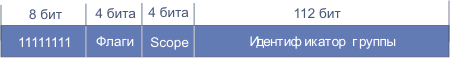 8 бит 4 бита 4 бита 112 бит
11111111 Флаги Scope Идентификатор группы